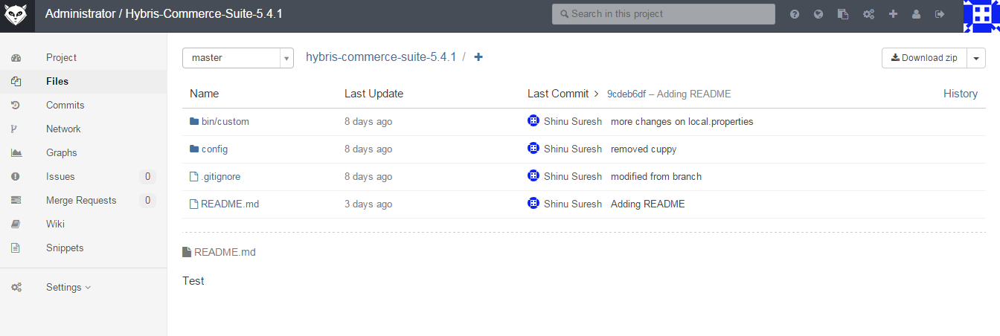 Administrator / Hybris-Commerce-Suite-5.4.1
Search in this project
Project
Files
Commits
Network
Graphs
Issues 0
Merge Requests 0
Wiki
Snippets
Settings
master
hybris-commerce-suite-5.4.1 /
Download zip
Name Last Update Last Commit > 9cdeb6df – Adding README History
bin/custom 8 days ago Shinu Suresh more changes on local.properties
config 8 days ago Shinu Suresh removed cuppy
.gitignore 8 days ago Shinu Suresh modified from branch
README.md 3 days ago Shinu Suresh Adding README
README.md
Test